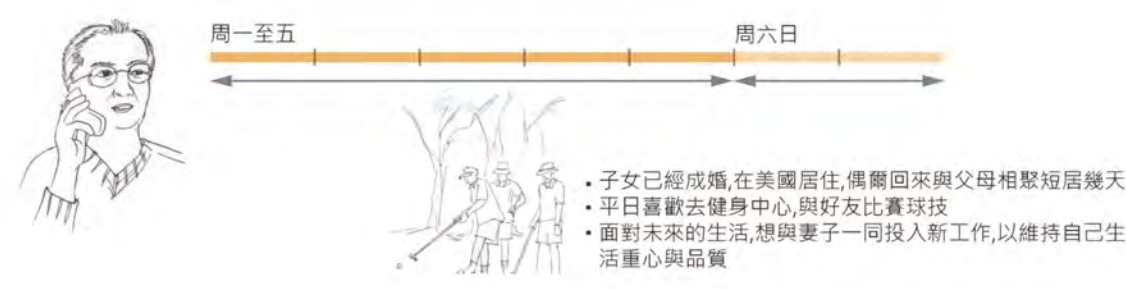 周一至五
周六日
▪ 子女已經成婚,在美國居住,偶爾回來與父母相聚短居幾天
▪ 平日喜歡去健身中心,與好友比賽球技
▪ 面對未來的生活,想與妻子一同投入新工作,以維持自己生
活重心與品質